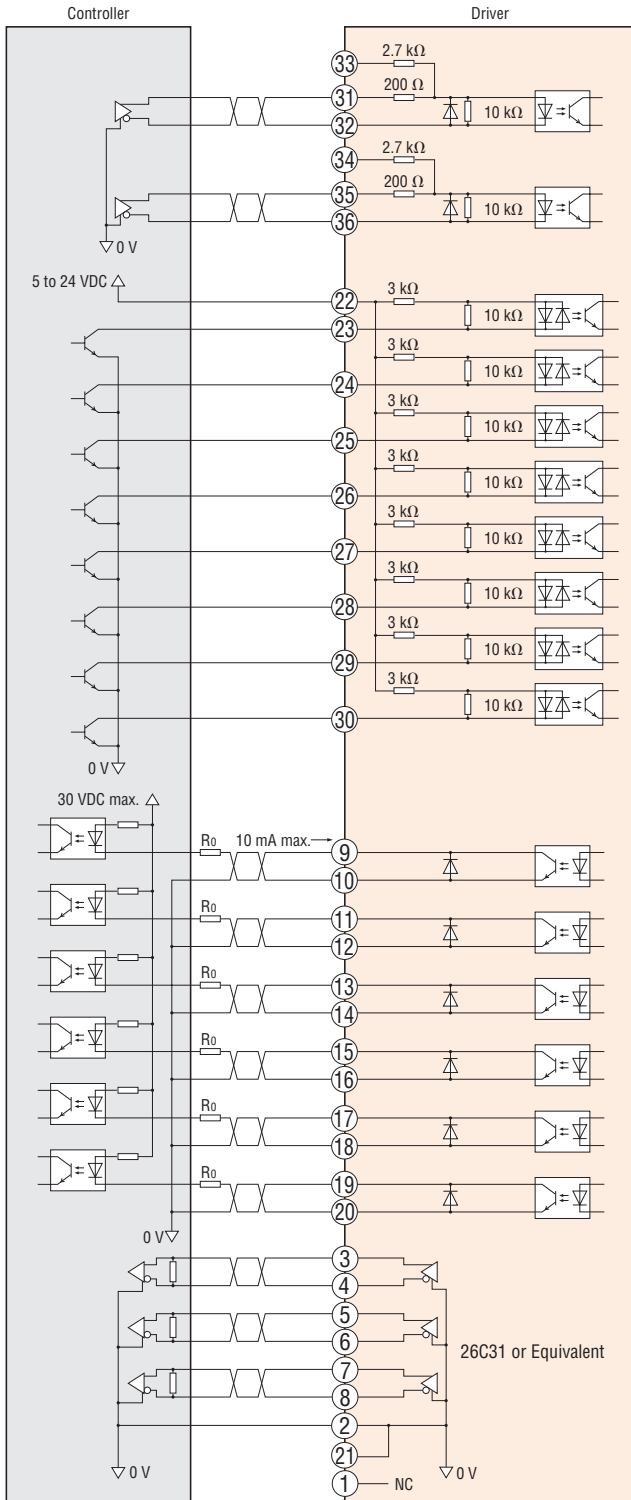 Controller
Driver
33
2.7 kΩ
31
200 Ω
32
10 kΩ
34
2.7 kΩ
35
200 Ω
36
10 kΩ
0 V
5 to 24 VDC
22
3 kΩ
23
10 kΩ
3 kΩ
24
10 kΩ
3 kΩ
25
10 kΩ
3 kΩ
26
10 kΩ
3 kΩ
27
10 kΩ
3 kΩ
28
10 kΩ
3 kΩ
29
10 kΩ
3 kΩ
30
10 kΩ
0 V
30 VDC max.
R0
10 mA max.
9
10
R0
11
12
R0
13
14
R0
15
16
R0
17
18
R0
19
20
0 V
3
4
5
6
26C31 or Equivalent
7
8
2
21
0 V
0 V
1
NC